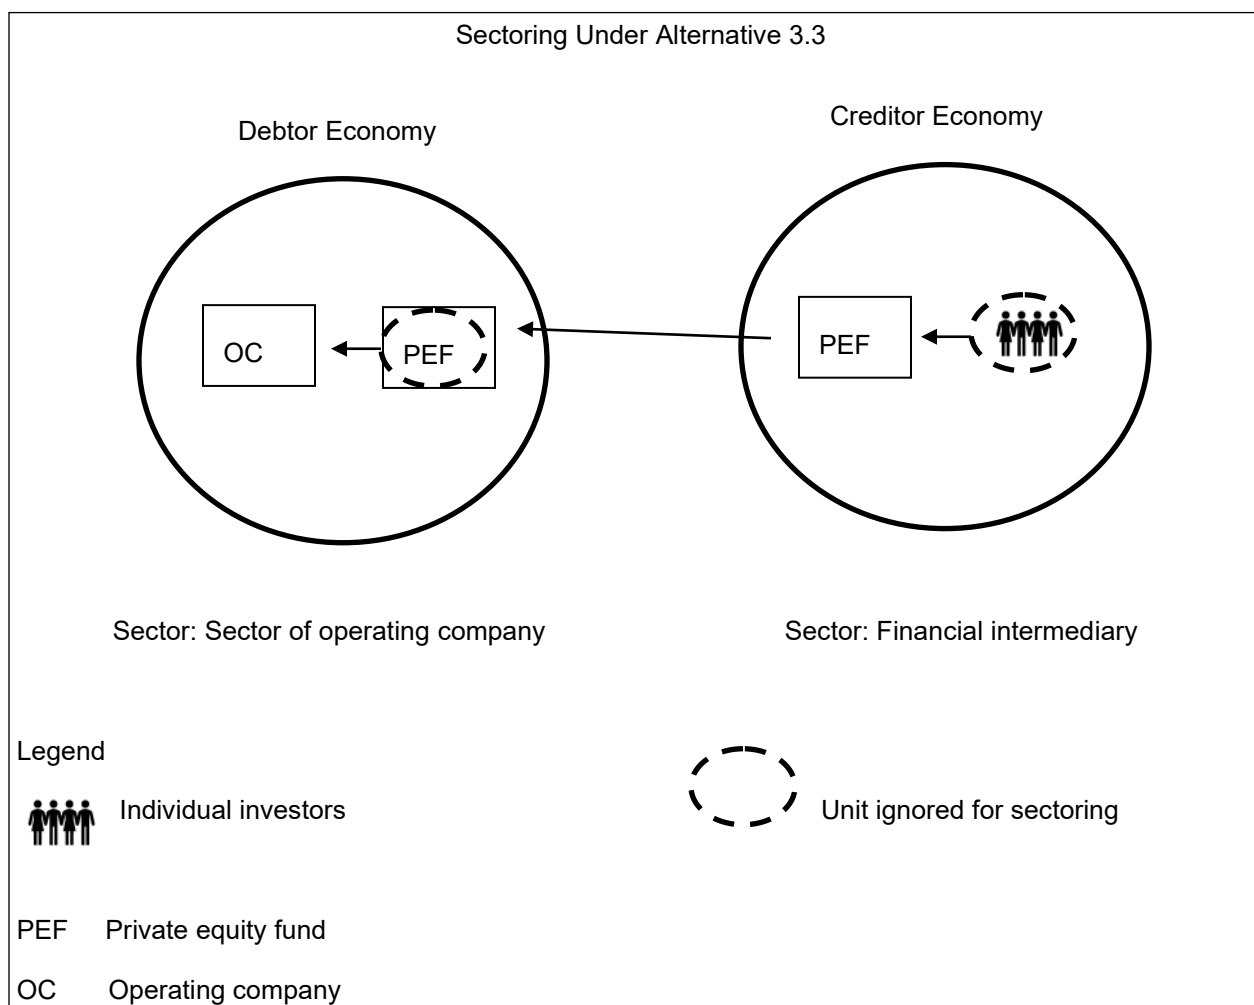 Sectoring Under Alternative 3.3
Debtor Economy
Creditor Economy
OC
PEF
PEF
Sector: Sector of operating company
Sector: Financial intermediary
Legend
Individual investors
Unit ignored for sectoring
PEF Private equity fund
OC Operating company